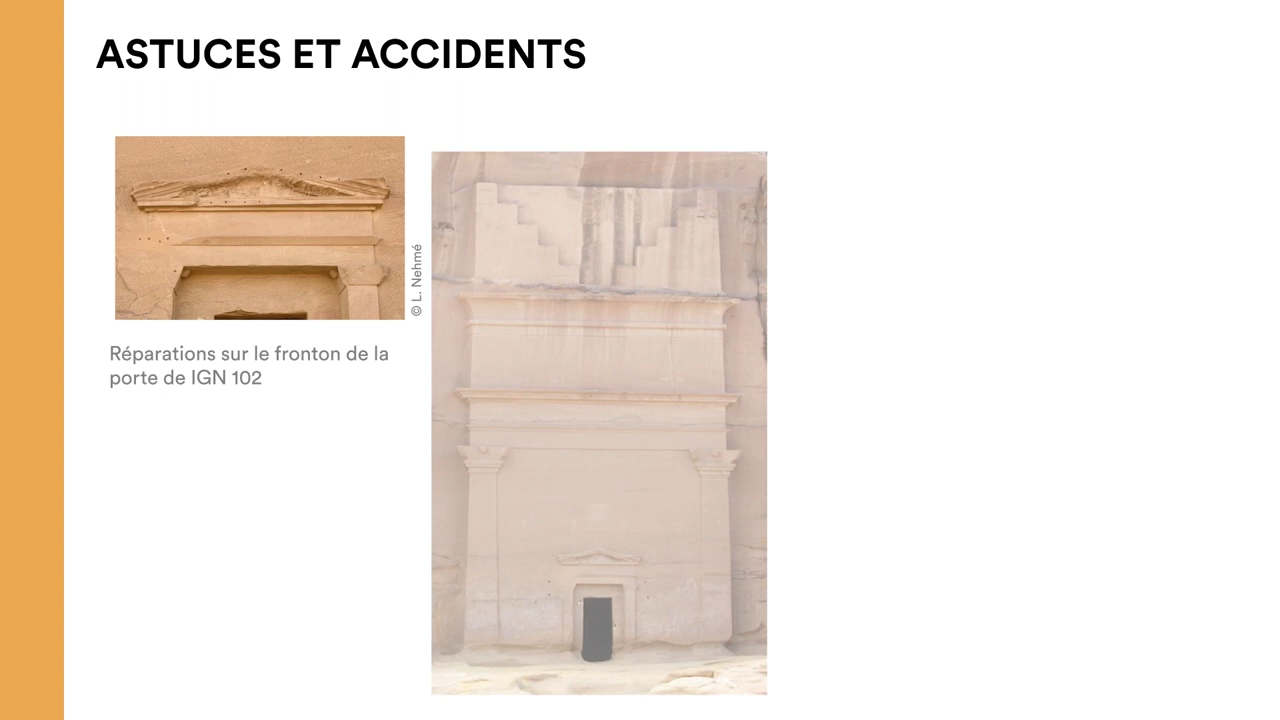 ASTUCES ET ACCIDENTS
© L. Nehmé
Réparations sur le fronton de la
porte de IGN 102